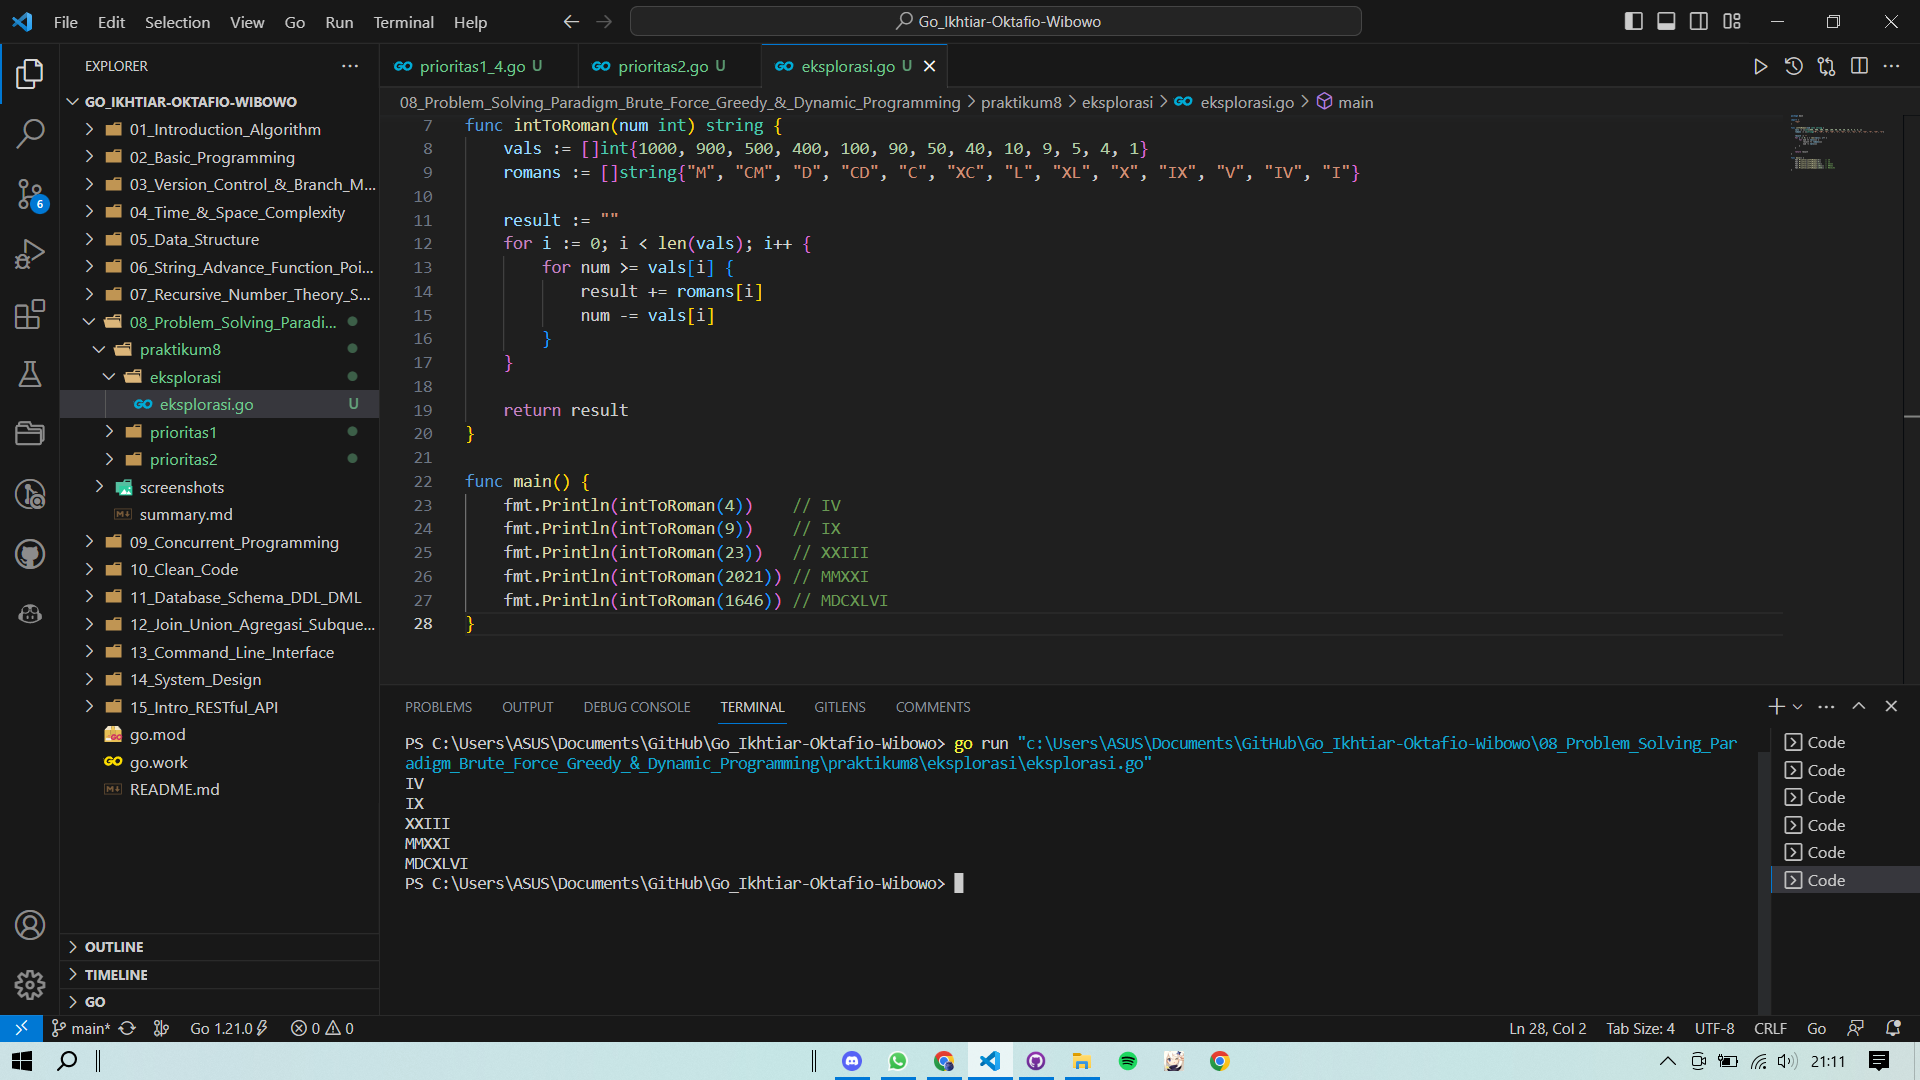 File Edit Selection View Go Run Terminal Help
Go_Ikhtiar-Oktafio-Wibowo
EXPLORER
GO_IKHTIAR-OKTAFIO-WIBOWO
01_Introduction_Algorithm
02_Basic_Programming
03_Version_Control_&_Branch_M...
04_Time_&_Space_Complexity
05_Data_Structure
06_String_Advance_Function_Poi...
07_Recursive_Number_Theory_S...
08_Problem_Solving_Paradi...
praktikum8
eksplorasi
eksplorasi.go U
prioritas1
prioritas2
screenshots
summary.md
09_Concurrent_Programming
10_Clean_Code
11_Database_Schema_DDL_DML
12_Join_Union_Agregasi_Subque...
13_Command_Line_Interface
14_System_Design
15_Intro_RESTful_API
go.mod
go.work
README.md
OUTLINE
TIMELINE
GO
6
prioritas1_4.go U
prioritas2.go U
eksplorasi.go U
08_Problem_Solving_Paradigm_Brute_Force_Greedy_&_Dynamic_Programming > praktikum8 > eksplorasi > eksplorasi.go > main
7 func intToRoman(num int) string {
8 vals := []int{1000, 900, 500, 400, 100, 90, 50, 40, 10, 9, 5, 4, 1}
9 romans := []string{"M", "CM", "D", "CD", "C", "XC", "L", "XL", "X", "IX", "V", "IV", "I"}
10
11 result := ""
12 for i := 0; i < len(vals); i++ {
13 for num >= vals[i] {
14 result += romans[i]
15 num -= vals[i]
16 }
17 }
18
19 return result
20 }
21
22 func main() {
23 fmt.Println(intToRoman(4)) // IV
24 fmt.Println(intToRoman(9)) // IX
25 fmt.Println(intToRoman(23)) // XXIII
26 fmt.Println(intToRoman(2021)) // MMXXI
27 fmt.Println(intToRoman(1646)) // MDCXLVI
28 }
PROBLEMS OUTPUT DEBUG CONSOLE TERMINAL GITLENS COMMENTS
PS C:\Users\ASUS\Documents\GitHub\Go_Ikhtiar-Oktafio-Wibowo> go run "c:\Users\ASUS\Documents\GitHub\Go_Ikhtiar-Oktafio-Wibowo\08_Problem_Solving_Par
adigm_Brute_Force_Greedy_&_Dynamic_Programming\praktikum8\eksplorasi\eksplorasi.go"
IV
IX
XXIII
MMXXI
MDCXLVI
PS C:\Users\ASUS\Documents\GitHub\Go_Ikhtiar-Oktafio-Wibowo>
Code
Code
Code
Code
Code
Code
main* Go 1.21.0 0 0
Ln 28, Col 2 Tab Size: 4 UTF-8 CRLF Go
21:11